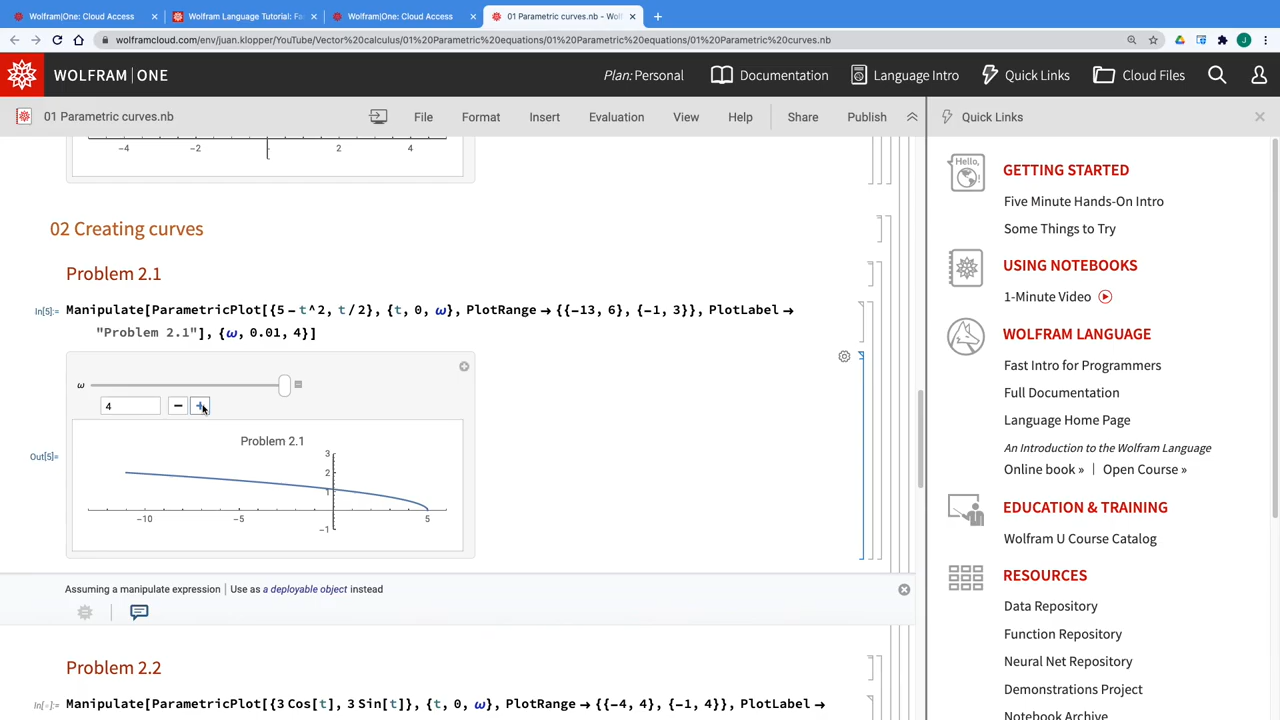 Wolfram|One: Cloud Access
Wolfram Language Tutorial: Fa
Wolfram|One: Cloud Access
01 Parametric curves.nb - Wol
wolframcloud.com/env/juan.klopper/YouTube/Vector%20calculus/01%20Parametric%20equations/01%20Parametric%20equations/01%20Parametric%20curves.nb
J
WOLFRAM | ONE
Plan: Personal
Documentation
Language Intro
Quick Links
Cloud Files
01 Parametric curves.nb
File
Format
Insert
Evaluation
View
Help
Share
Publish
Quick Links
−4 −2 2 4
02 Creating curves
Problem 2.1
In[5]:= Manipulate[ParametricPlot[{5 - t^2, t/2}, {t, 0, ω}, PlotRange → {{-13, 6}, {-1, 3}}, PlotLabel →
"Problem 2.1"], {ω, 0.01, 4}]
ω
4
− +
Out[5]=
Problem 2.1
3
2
1
−10 −5 5
−1
Assuming a manipulate expression | Use as a deployable object instead
Problem 2.2
In[◦]:= Manipulate[ParametricPlot[{3 Cos[t], 3 Sin[t]}, {t, 0, ω}, PlotRange → {{-4, 4}, {-1, 4}}, PlotLabel →
Hello,
GETTING STARTED
Five Minute Hands-On Intro
Some Things to Try
USING NOTEBOOKS
1-Minute Video
WOLFRAM LANGUAGE
Fast Intro for Programmers
Full Documentation
Language Home Page
An Introduction to the Wolfram Language
Online book » | Open Course »
EDUCATION & TRAINING
Wolfram U Course Catalog
RESOURCES
Data Repository
Function Repository
Neural Net Repository
Demonstrations Project
Notebook Archive